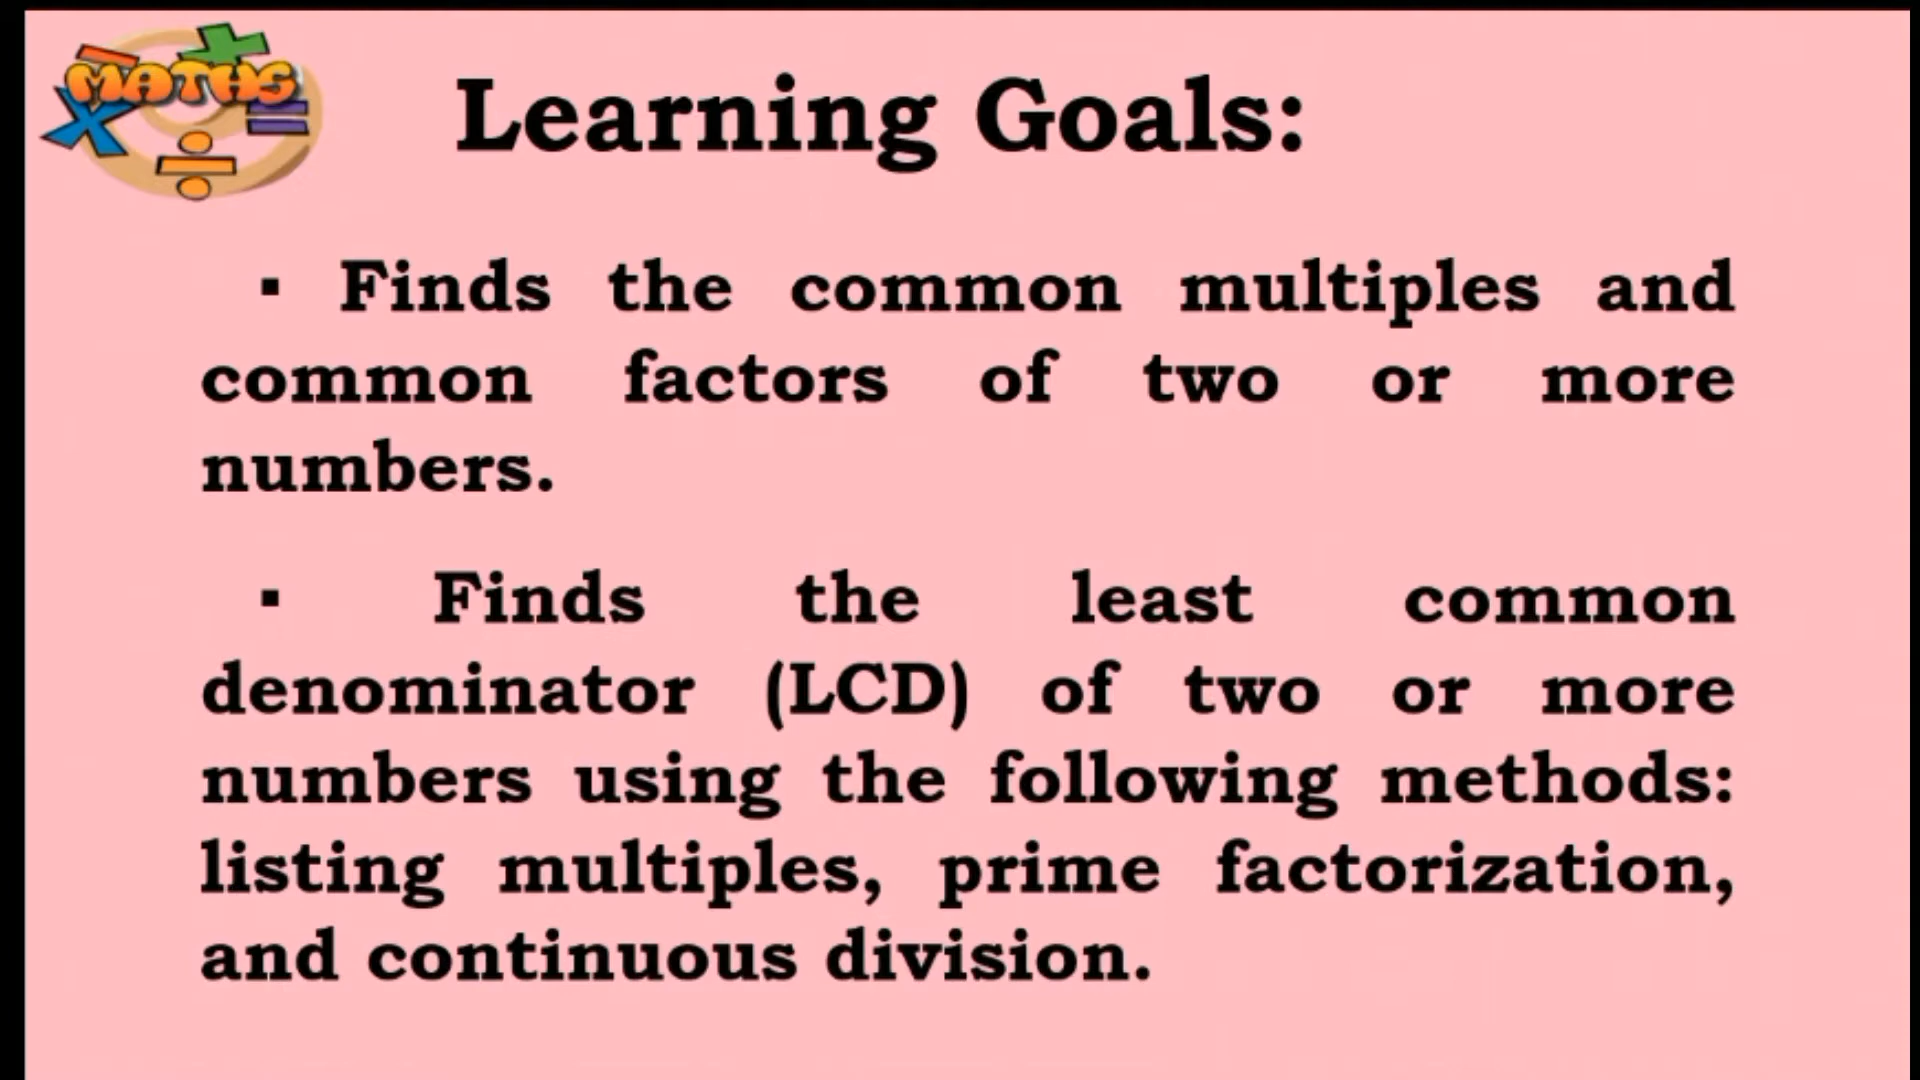 MATHS
Learning Goals:
▪ Finds the common multiples and
common factors of two or more
numbers.
▪ Finds the least common
denominator (LCD) of two or more
numbers using the following methods:
listing multiples, prime factorization,
and continuous division.